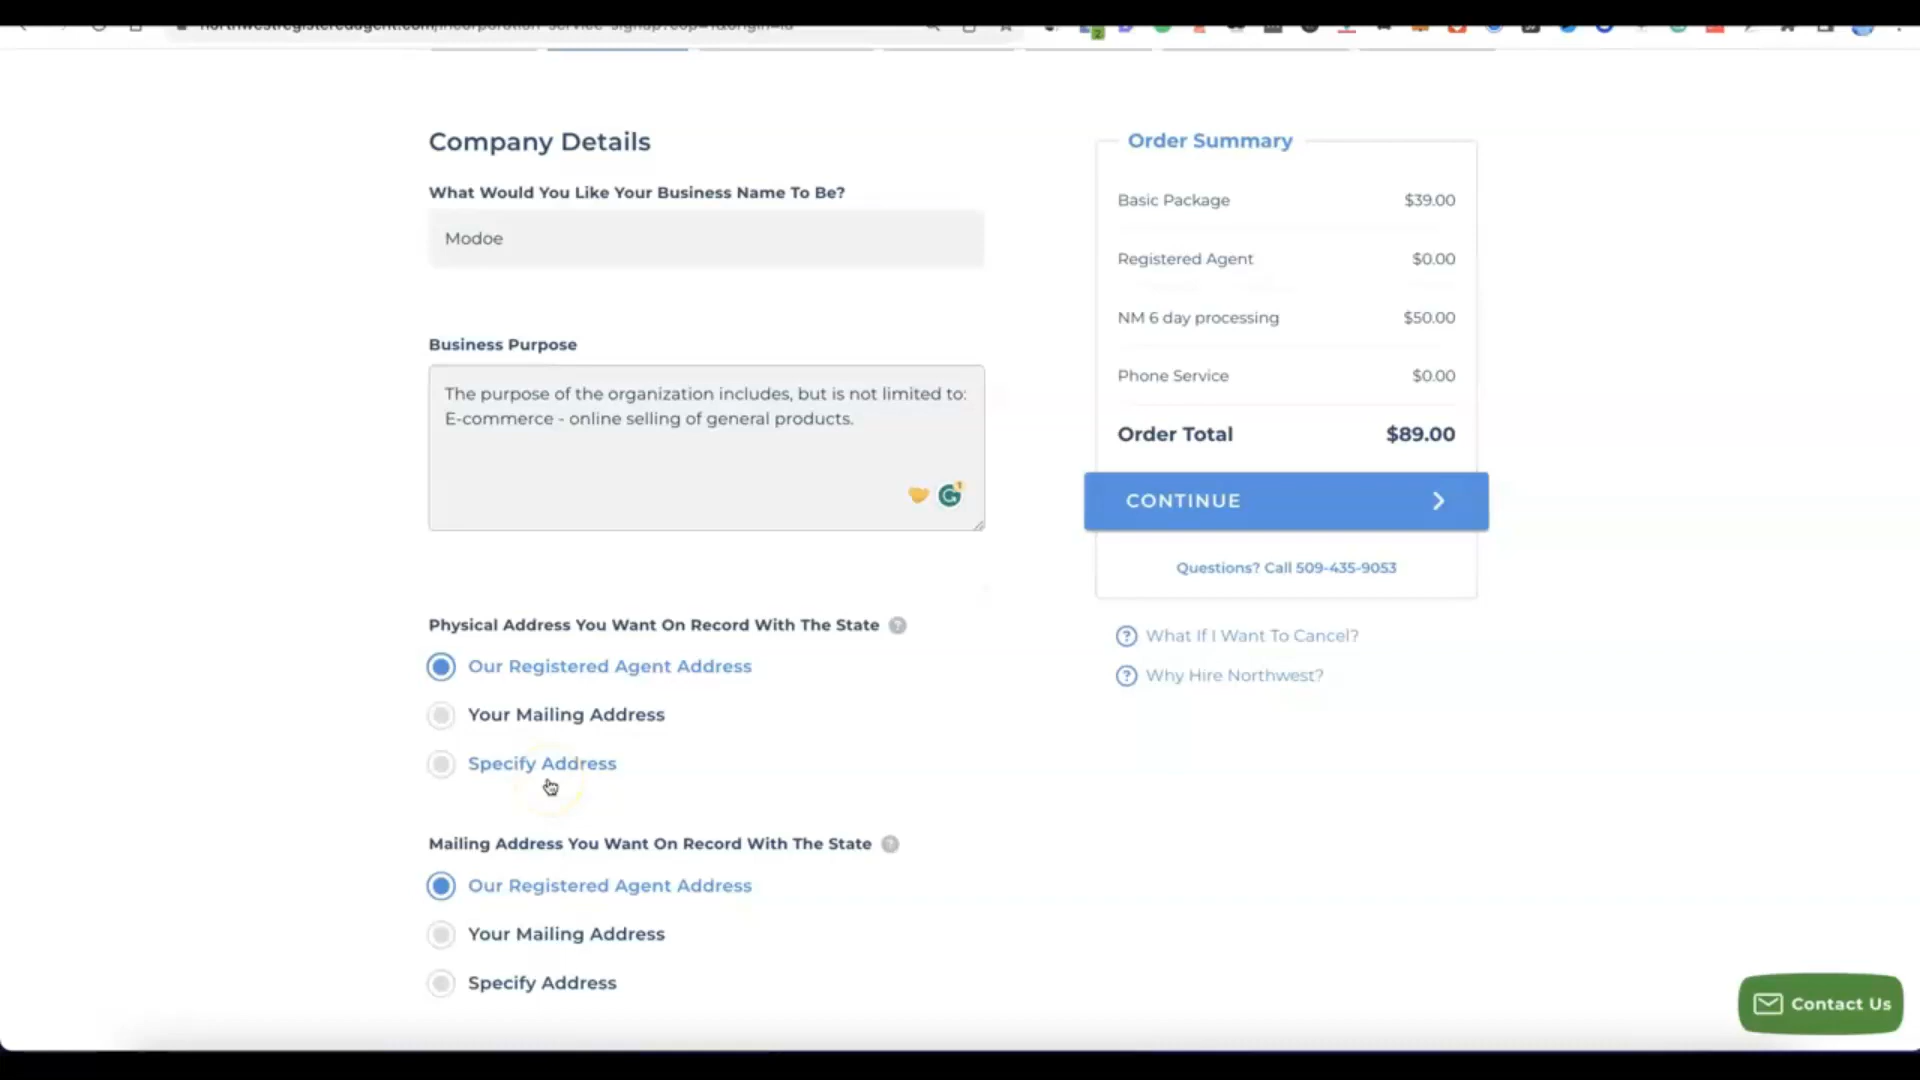 Company Details
What Would You Like Your Business Name To Be?
Modoe
Business Purpose
The purpose of the organization includes, but is not limited to:
E-commerce - online selling of general products.
Physical Address You Want On Record With The State
Our Registered Agent Address
Your Mailing Address
Specify Address
Mailing Address You Want On Record With The State
Our Registered Agent Address
Your Mailing Address
Specify Address
Order Summary
Basic Package $39.00
Registered Agent $0.00
NM 6 day processing $50.00
Phone Service $0.00
Order Total $89.00
CONTINUE
Questions? Call 509-435-9053
What If I Want To Cancel?
Why Hire Northwest?
Contact Us